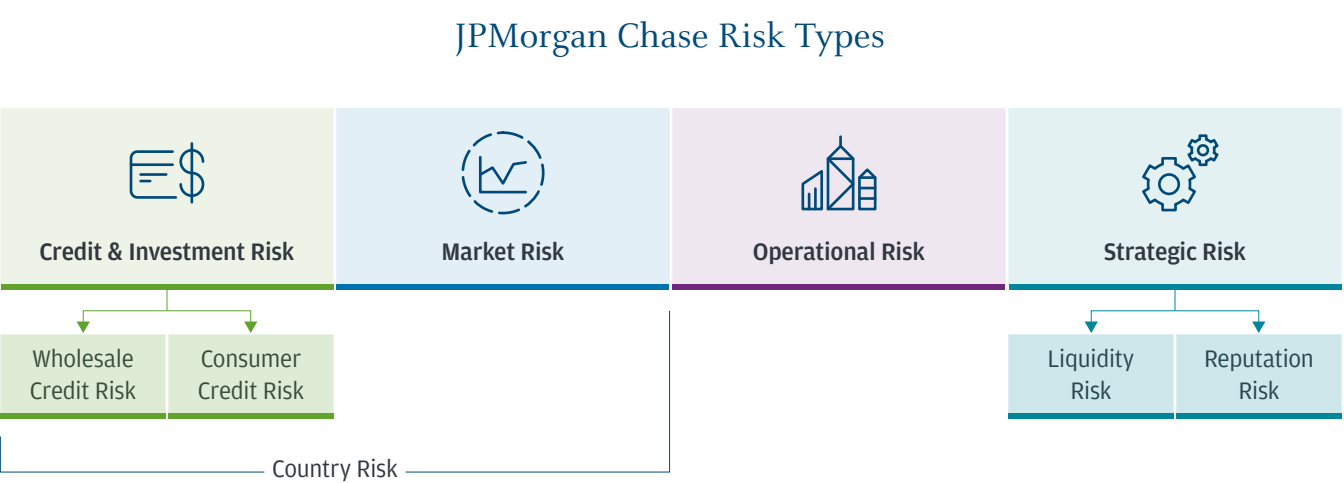 JPMorgan Chase Risk Types
Credit & Investment Risk
Market Risk
Operational Risk
Strategic Risk
Wholesale
Credit Risk
Consumer
Credit Risk
Liquidity
Risk
Reputation
Risk
Country Risk